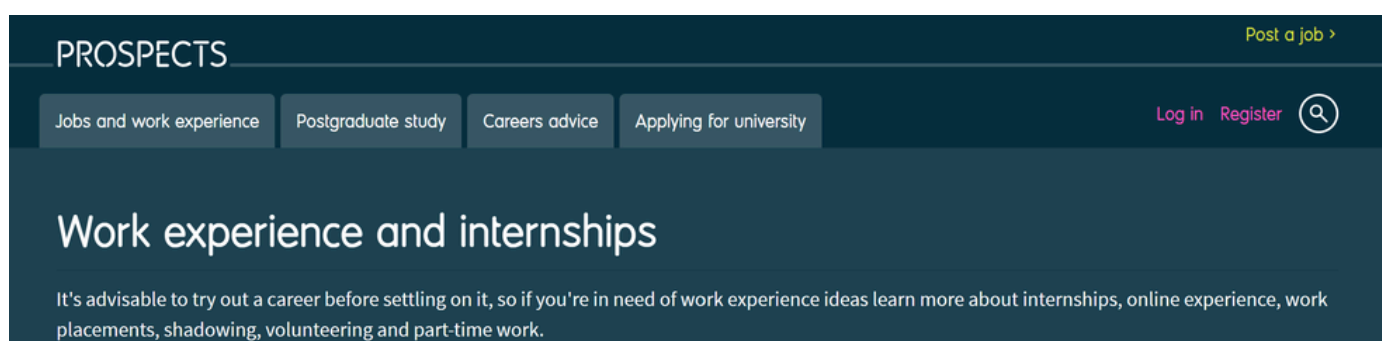 Post a job >
PROSPECTS
Jobs and work experience
Postgraduate study
Careers advice
Applying for university
Log in
Register
Work experience and internships
It's advisable to try out a career before settling on it, so if you're in need of work experience ideas learn more about internships, online experience, work
placements, shadowing, volunteering and part-time work.